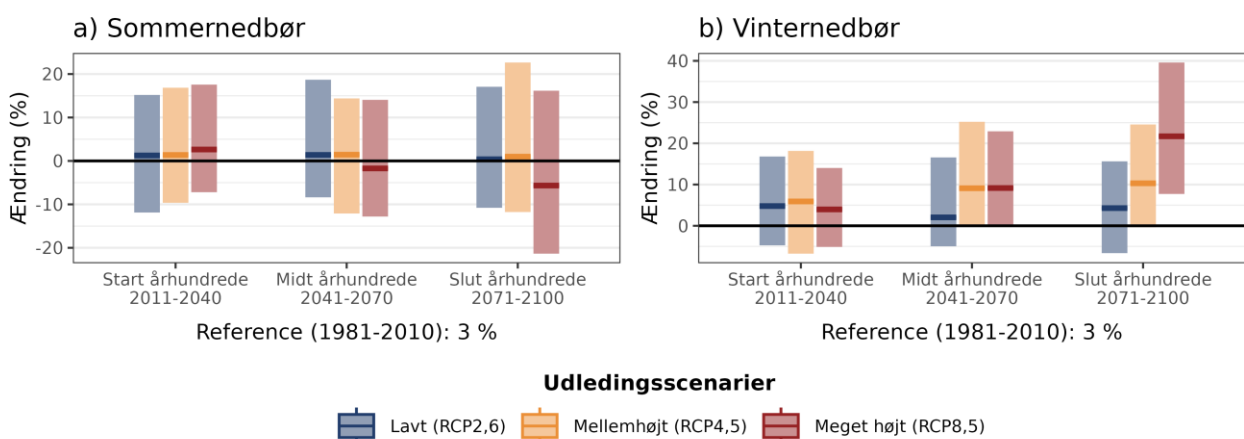 a) Sommernedbør
Ændring (%)
20
10
0
-10
-20
Start århundrede
2011-2040
Midt århundrede
2041-2070
Slut århundrede
2071-2100
Reference (1981-2010): 3 %
b) Vinternedbør
Ændring (%)
40
30
20
10
0
Start århundrede
2011-2040
Midt århundrede
2041-2070
Slut århundrede
2071-2100
Reference (1981-2010): 3 %
Udledingsscenarier
Lavt (RCP2,6)
Mellemhøjt (RCP4,5)
Meget højt (RCP8,5)